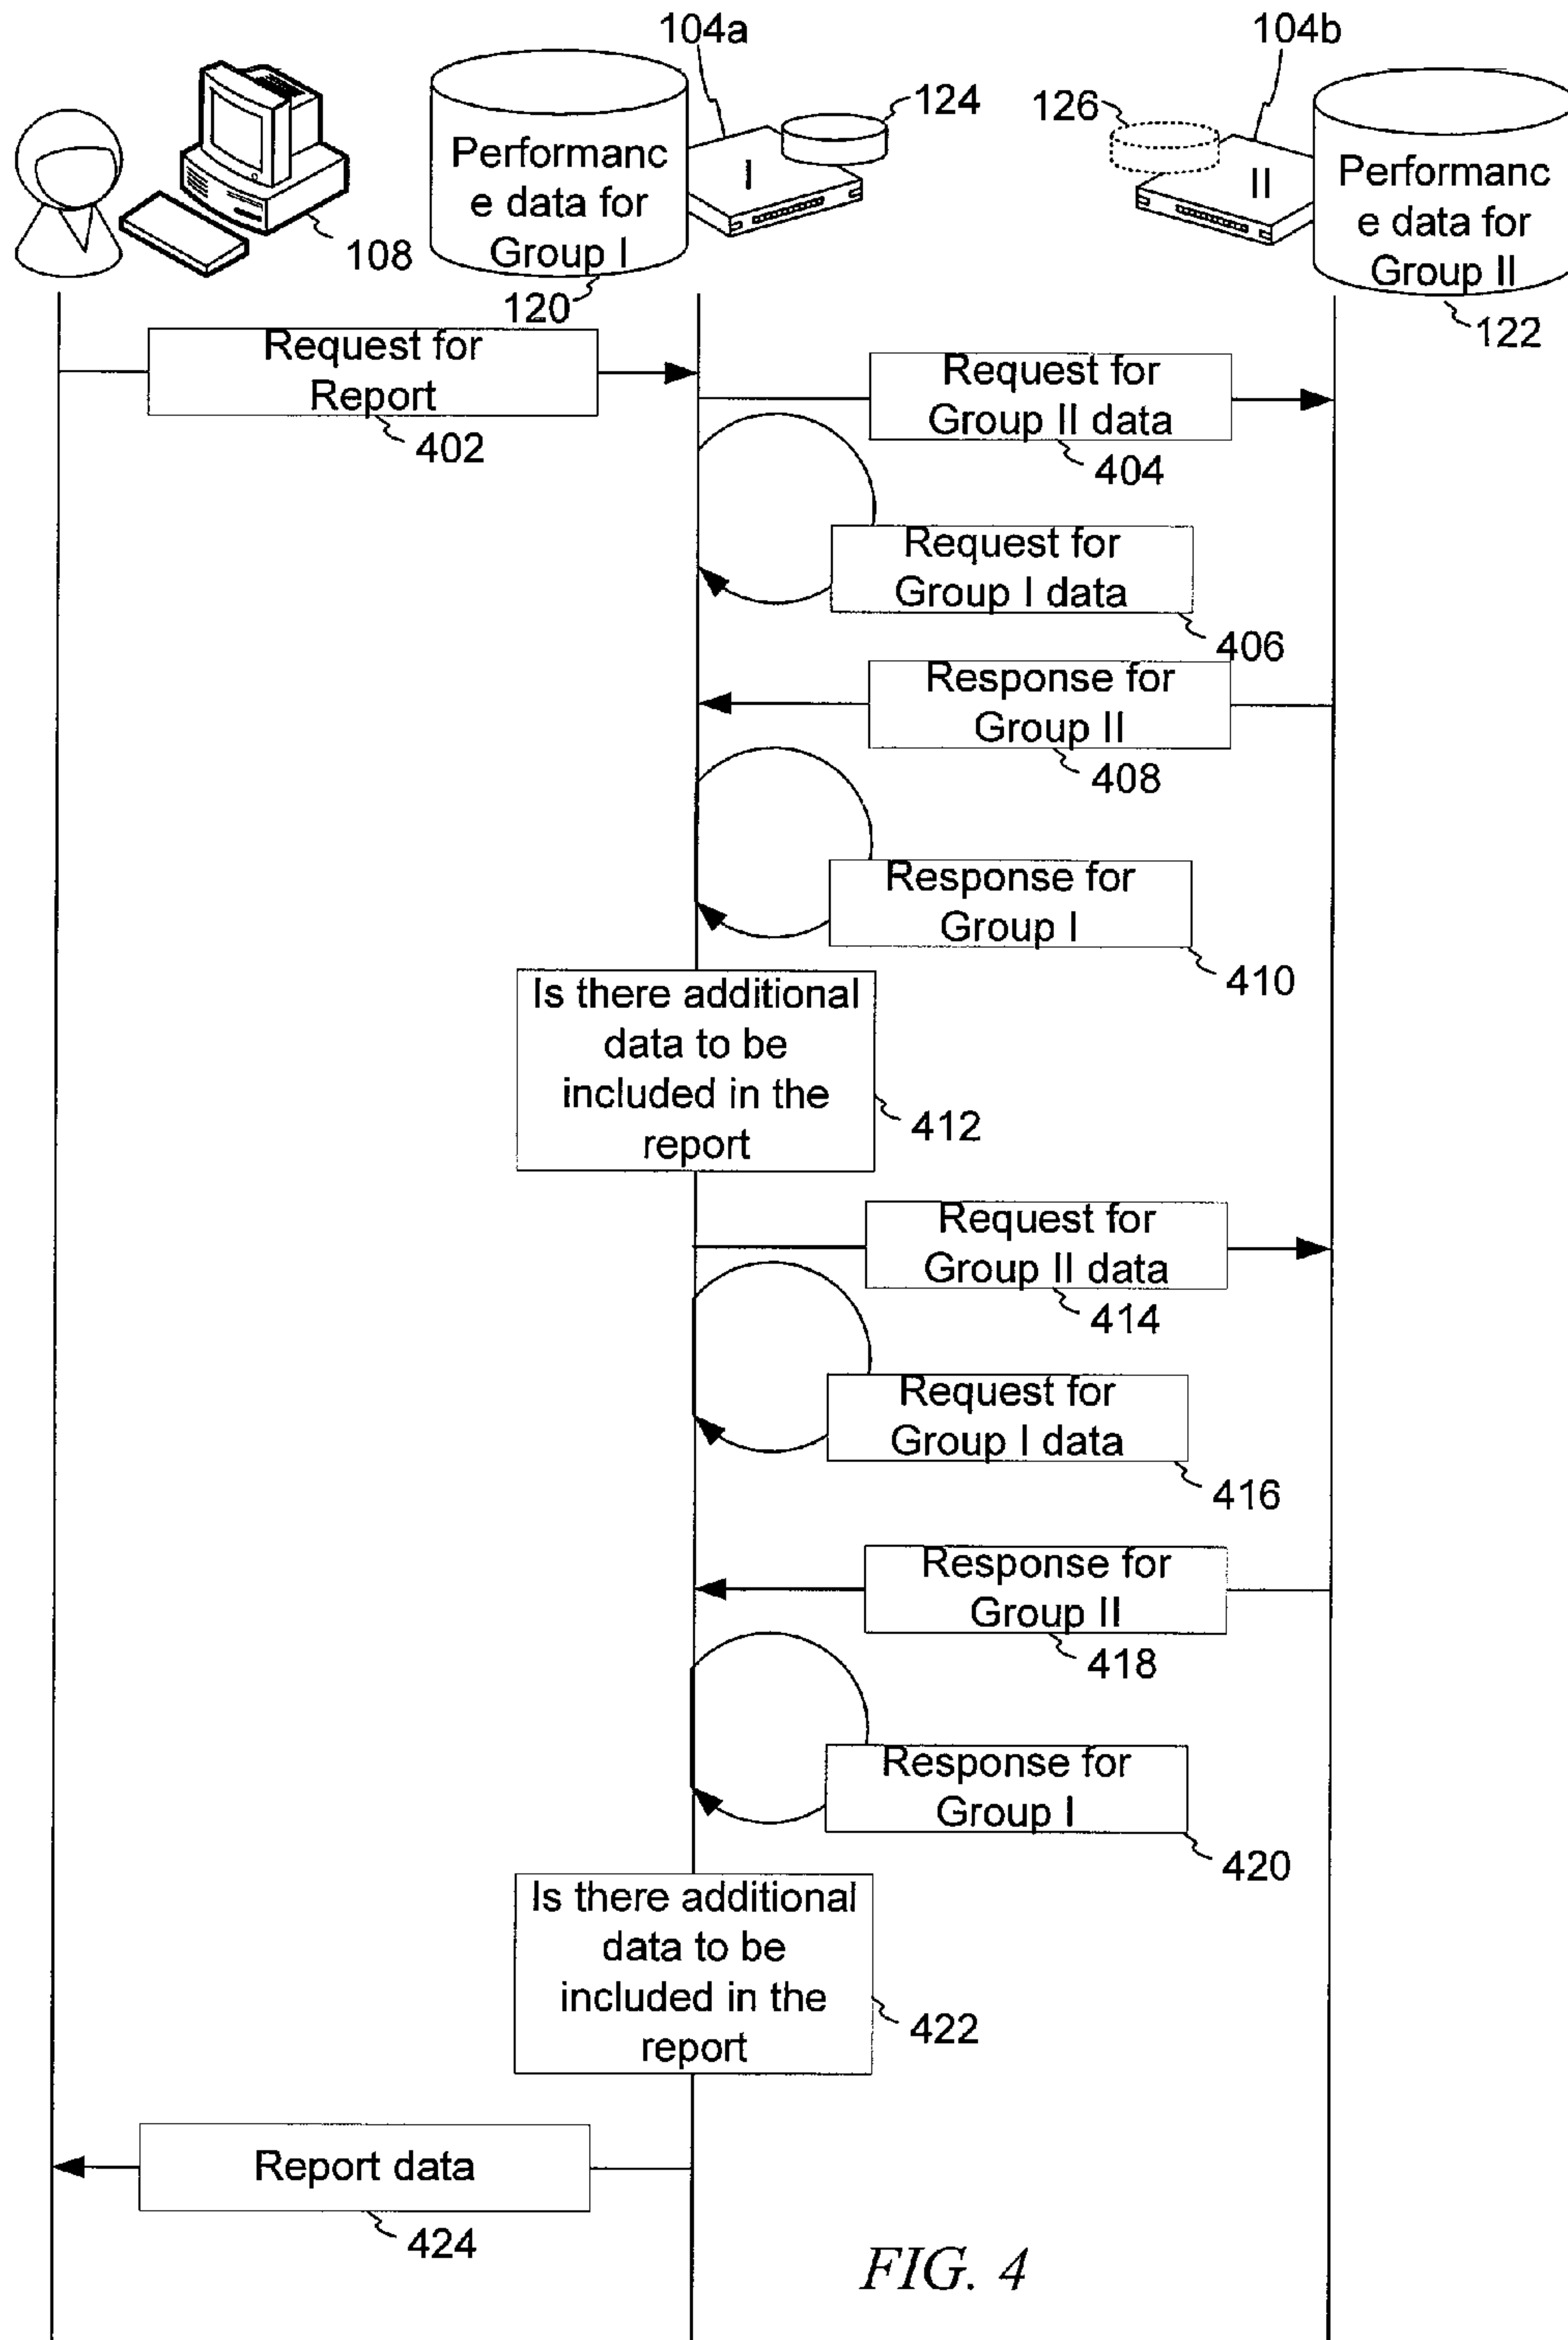 104a
104b
124
126
Performanc
e data for
Group I
I
II
Performanc
e data for
Group II
108
120
122
Request for
Report
402
Request for
Group II data
404
Request for
Group I data
406
Response for
Group II
408
Response for
Group I
410
Is there additional
data to be
included in the
report
412
Request for
Group II data
414
Request for
Group I data
416
Response for
Group II
418
Response for
Group I
420
Is there additional
data to be
included in the
report
422
Report data
424
FIG. 4